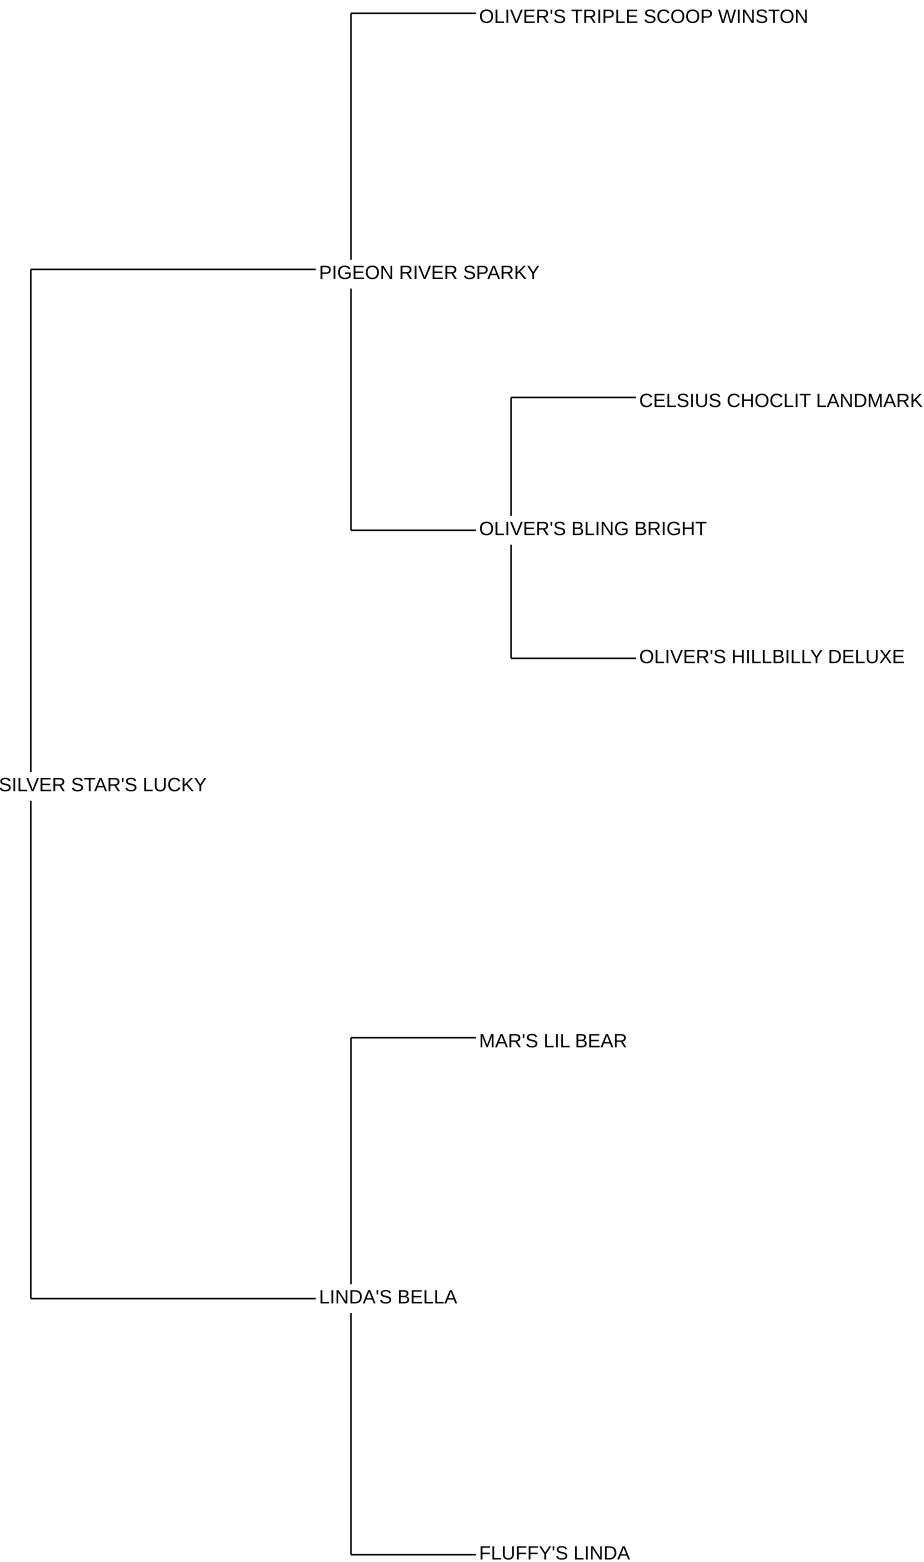 OLIVER'S TRIPLE SCOOP WINSTON
PIGEON RIVER SPARKY
CELSIUS CHOCLIT LANDMARK
OLIVER'S BLING BRIGHT
OLIVER'S HILLBILLY DELUXE
SILVER STAR'S LUCKY
MAR'S LIL BEAR
LINDA'S BELLA
FLUFFY'S LINDA